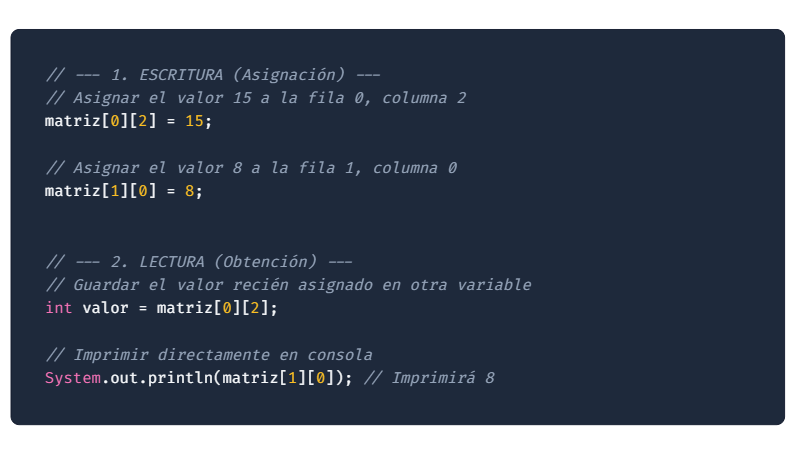 // --- 1. ESCRITURA (Asignación) ---
// Asignar el valor 15 a la fila 0, columna 2
matriz[0][2] = 15;
// Asignar el valor 8 a la fila 1, columna 0
matriz[1][0] = 8;
// --- 2. LECTURA (Obtención) ---
// Guardar el valor recién asignado en otra variable
int valor = matriz[0][2];
// Imprimir directamente en consola
System.out.println(matriz[1][0]); // Imprimirá 8